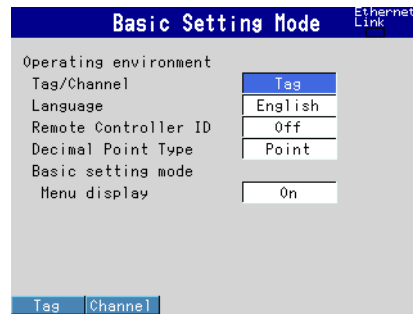 Basic Setting Mode
Ethernet
Link
Operating environment
Tag/Channel Tag
Language English
Remote Controller ID Off
Decimal Point Type Point
Basic setting mode
Menu display On
Tag Channel